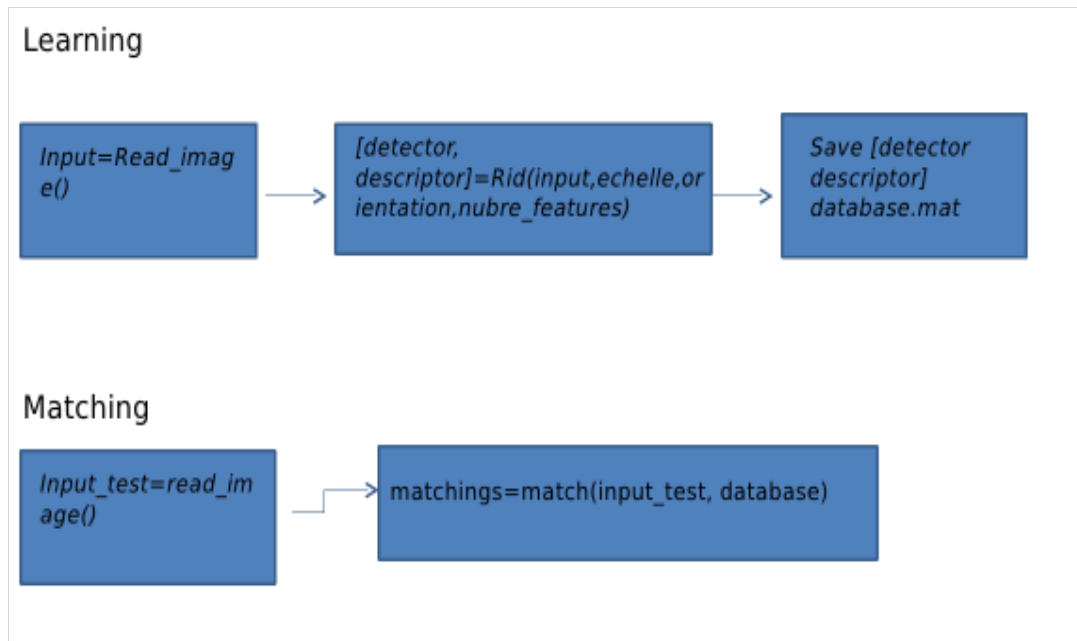 Learning
Input=Read_imag
e()
[detector,
descriptor]=Rid(input,echelle,or
ientation,nubre_features)
Save [detector
descriptor]
database.mat
Matching
Input_test=read_im
age()
matchings=match(input_test, database)